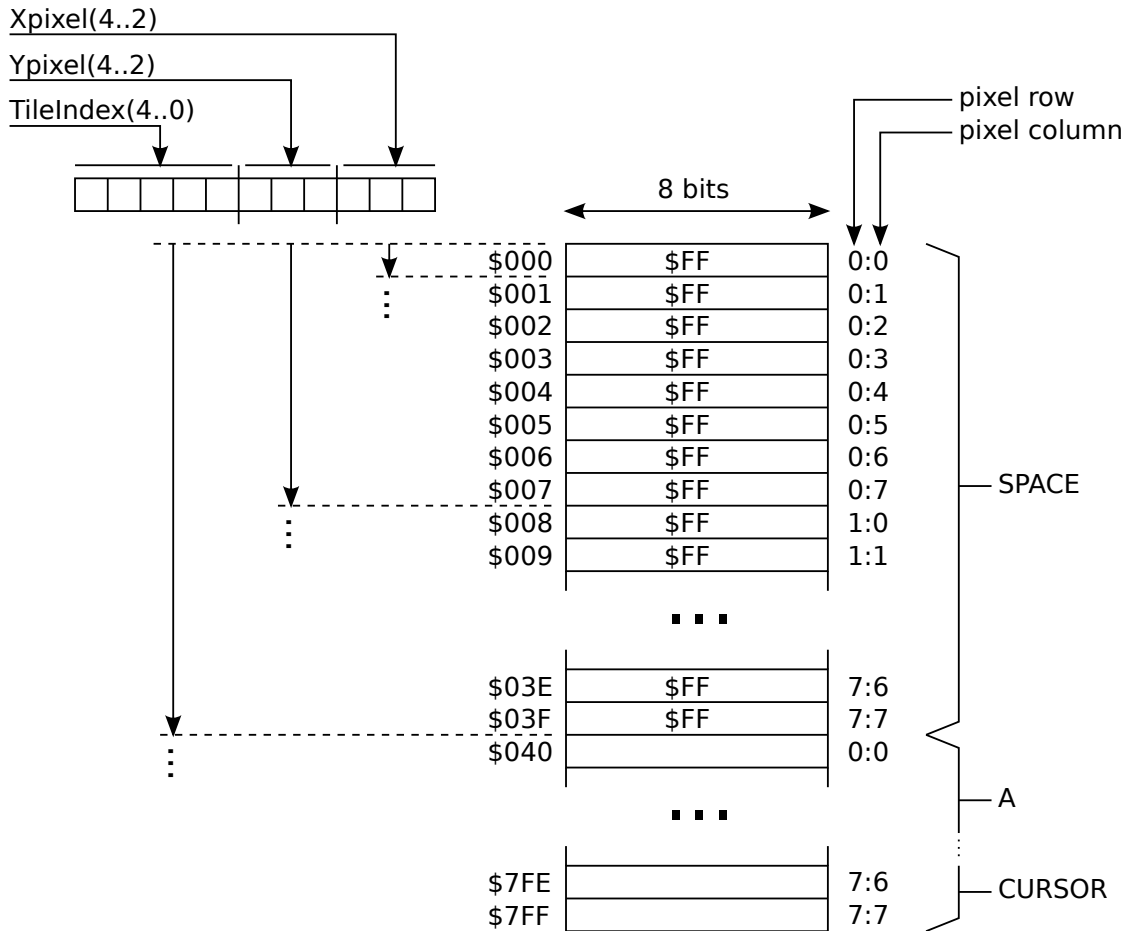 Xpixel(4..2)
Ypixel(4..2)
TileIndex(4..0)
pixel row
pixel column
8 bits
$000 $FF 0:0
$001 $FF 0:1
$002 $FF 0:2
$003 $FF 0:3
$004 $FF 0:4
$005 $FF 0:5
$006 $FF 0:6
$007 $FF 0:7
SPACE
$008 $FF 1:0
$009 $FF 1:1
$03E $FF 7:6
$03F $FF 7:7
$040 0:0
A
$7FE 7:6
CURSOR
$7FF 7:7